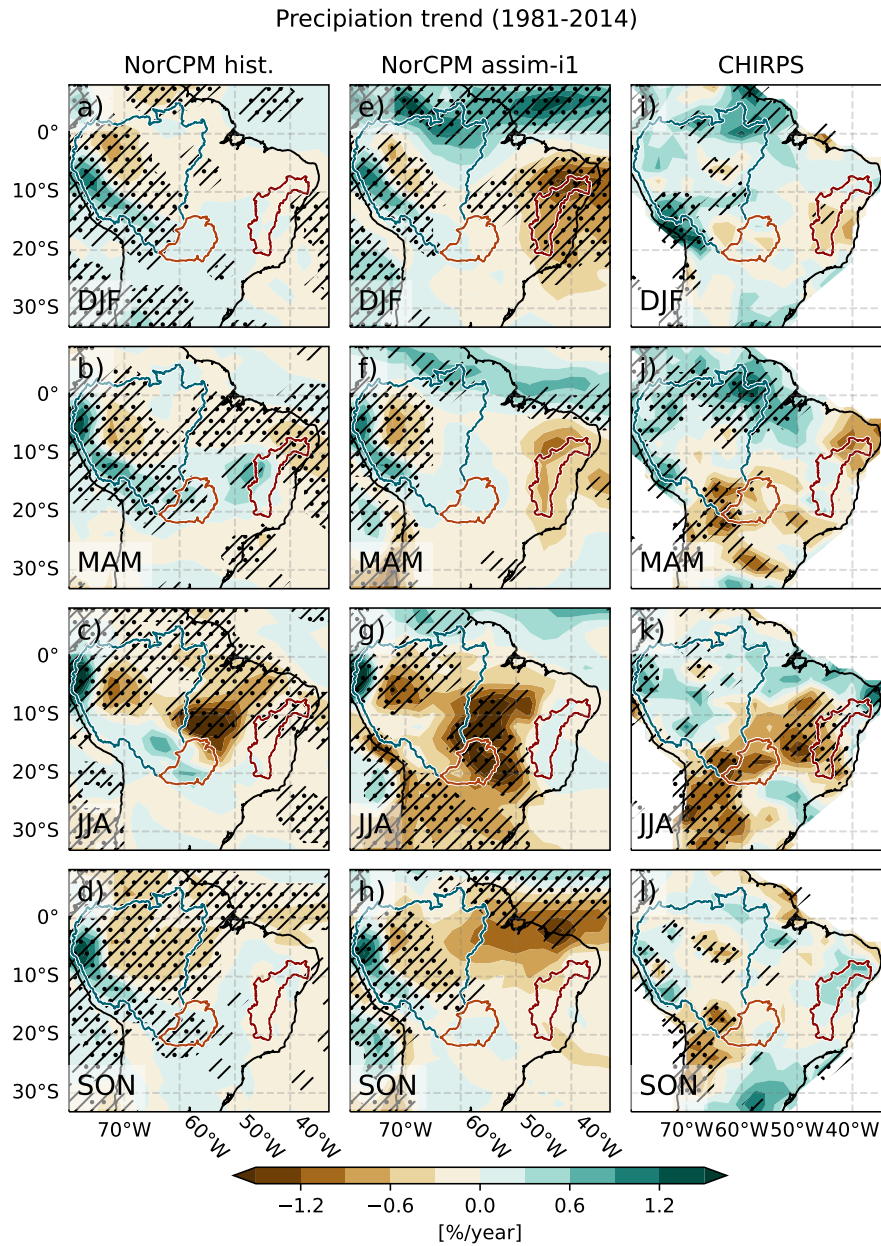 Precipiation trend (1981-2014)
NorCPM hist. NorCPM assim-i1 CHIRPS
a) e) i)
0°
10°S
20°S
30°S
DJF DJF DJF
b) f) j)
0°
10°S
20°S
30°S
MAM MAM MAM
c) g) k)
0°
10°S
20°S
30°S
JJA JJA JJA
d) h) l)
0°
10°S
20°S
30°S
SON SON SON
70°W 60°W 50°W 40°W 70°W 60°W 50°W 40°W 70°W 60°W 50°W 40°W
−1.2 −0.6 0.0 0.6 1.2
[%/year]